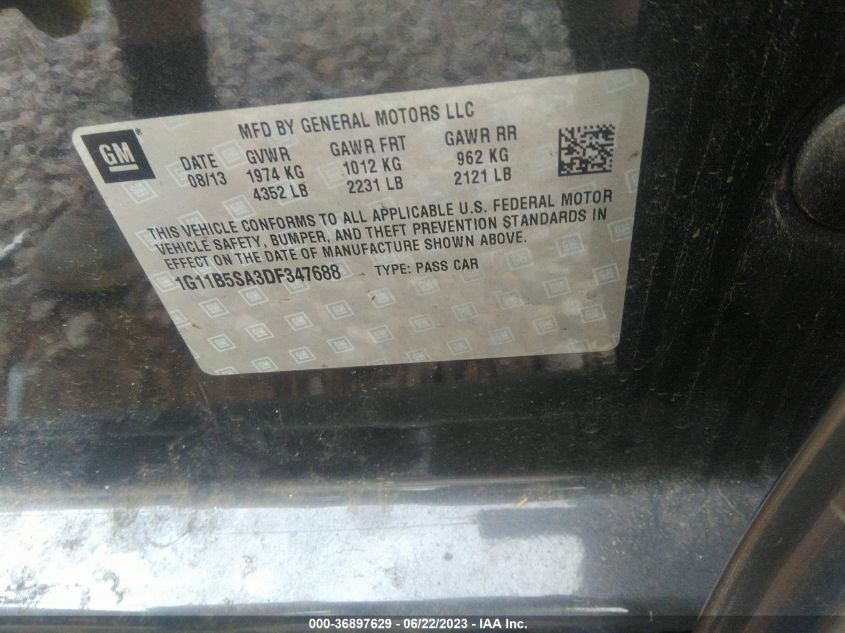 MFD BY GENERAL MOTORS LLC
GM ®
DATE GVWR GAWR FRT GAWR RR
08/13 1974 KG 1012 KG 962 KG
4352 LB 2231 LB 2121 LB
THIS VEHICLE CONFORMS TO ALL APPLICABLE U.S. FEDERAL MOTOR
VEHICLE SAFETY, BUMPER, AND THEFT PREVENTION STANDARDS IN
EFFECT ON THE DATE OF MANUFACTURE SHOWN ABOVE.
1G11B5SA3DF347688 TYPE: PASS CAR
000-36897629 - 06/22/2023 - IAA Inc.